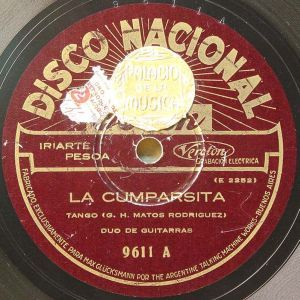 DISCO NACIONAL
PALACIO
DE LA
MUSICA
IRIARTE
PESOA
Veroton
GRABACION ELECTRICA
(E 2252)
LA CUMPARSITA
TANGO (G. H. MATOS RODRIGUEZ)
DUO DE GUITARRAS
9611 A
FABRICADO EXCLUSIVAMENTE PARA MAX GLÜCKSMANN POR THE ARGENTINE TALKING MACHINE WORKS-BUENOS AIRES